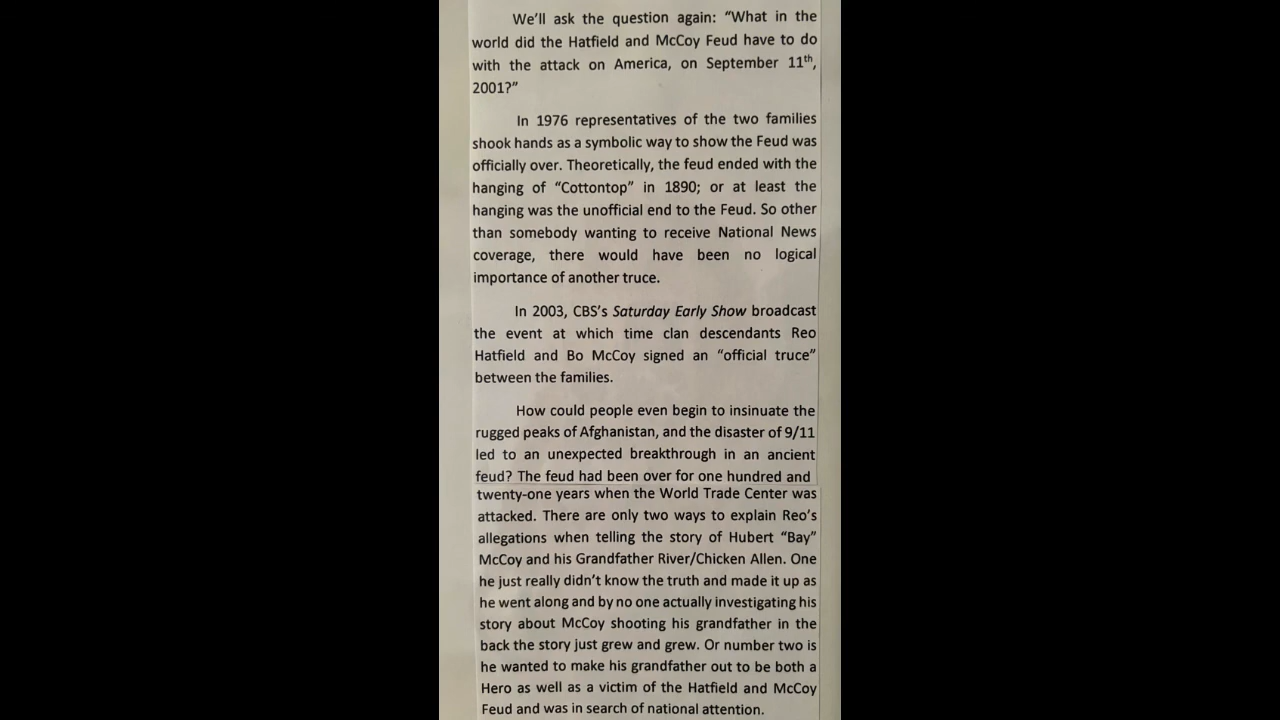 We'll ask the question again: “What in the
world did the Hatfield and McCoy Feud have to do
with the attack on America, on September 11th,
2001?”
In 1976 representatives of the two families
shook hands as a symbolic way to show the Feud was
officially over. Theoretically, the feud ended with the
hanging of “Cottontop” in 1890; or at least the
hanging was the unofficial end to the Feud. So other
than somebody wanting to receive National News
coverage, there would have been no logical
importance of another truce.
In 2003, CBS's Saturday Early Show broadcast
the event at which time clan descendants Reo
Hatfield and Bo McCoy signed an “official truce”
between the families.
How could people even begin to insinuate the
rugged peaks of Afghanistan, and the disaster of 9/11
led to an unexpected breakthrough in an ancient
feud? The feud had been over for one hundred and
twenty-one years when the World Trade Center was
attacked. There are only two ways to explain Reo's
allegations when telling the story of Hubert “Bay”
McCoy and his Grandfather River/Chicken Allen. One
he just really didn't know the truth and made it up as
he went along and by no one actually investigating his
story about McCoy shooting his grandfather in the
back the story just grew and grew. Or number two is
he wanted to make his grandfather out to be both a
Hero as well as a victim of the Hatfield and McCoy
Feud and was in search of national attention.